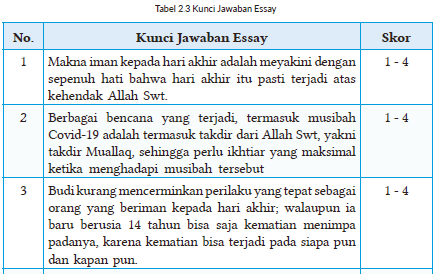 Tabel 2.3 Kunci Jawaban Essay
No. Kunci Jawaban Essay Skor
1 Makna iman kepada hari akhir adalah meyakini dengan 1 - 4
sepenuh hati bahwa hari akhir itu pasti terjadi atas
kehendak Allah Swt.
2 Berbagai bencana yang terjadi, termasuk musibah 1 - 4
Covid-19 adalah termasuk takdir dari Allah Swt, yakni
takdir Muallaq, sehingga perlu ikhtiar yang maksimal
ketika menghadapi musibah tersebut
3 Budi kurang mencerminkan perilaku yang tepat sebagai 1 - 4
orang yang beriman kepada hari akhir; walaupun ia
baru berusia 14 tahun bisa saja kematian menimpa
padanya, karena kematian bisa terjadi pada siapa pun
dan kapan pun.